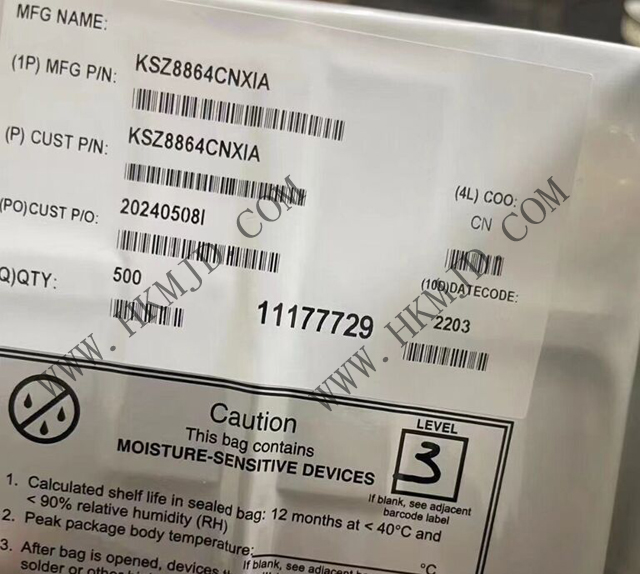 MFG NAME:
(1P) MFG P/N: KSZ8864CNXIA
(P) CUST P/N: KSZ8864CNXIA
(PO)CUST P/O: 20240508I
Q)QTY: 500
(4L) COO:
CN
(10D)DATECODE:
2203
11177729
WWW.HKMJD.COM
WWW.HKMJD.COM
Caution
This bag contains
MOISTURE-SENSITIVE DEVICES
LEVEL
3
If blank, see adjacent
barcode label
1. Calculated shelf life in sealed bag: 12 months at < 40°C and
< 90% relative humidity (RH)
2. Peak package body temperature: °C
If blank, see adjacent
3. After bag is opened, devices
solder or other